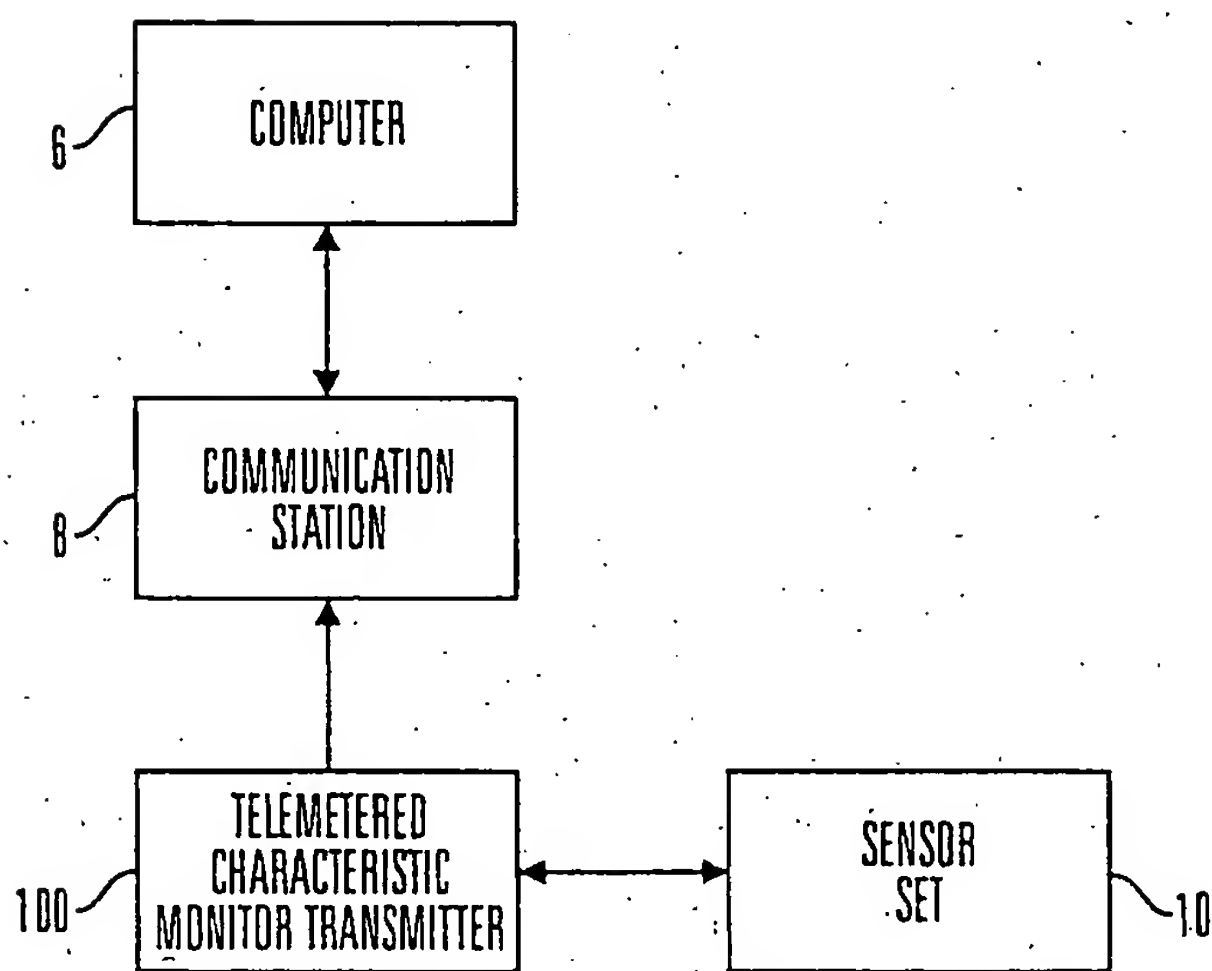 COMPUTER
6
COMMUNICATION
STATION
8
TELEMETERED
CHARACTERISTIC
MONITOR TRANSMITTER
100
SENSOR
SET
10